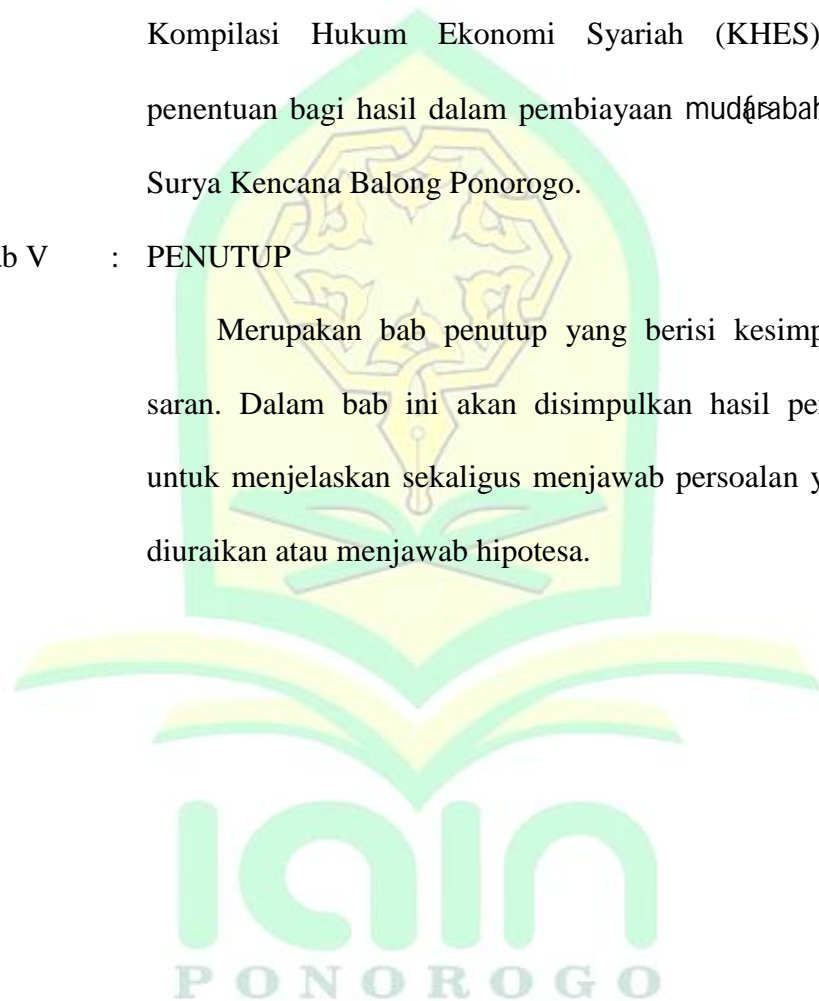 Kompilasi Hukum Ekonomi Syariah (KHES)
penentuan bagi hasil dalam pembiayaan
Surya Kencana Balong Ponorogo.
b V : PENUTUP
Merupakan bab penutup yang berisi
saran. Dalam bab ini akan disimpulkan hasil
untuk menjelaskan sekaligus menjawab persoalan
diuraikan atau menjawab hipotesa.
iain
PONOROGO